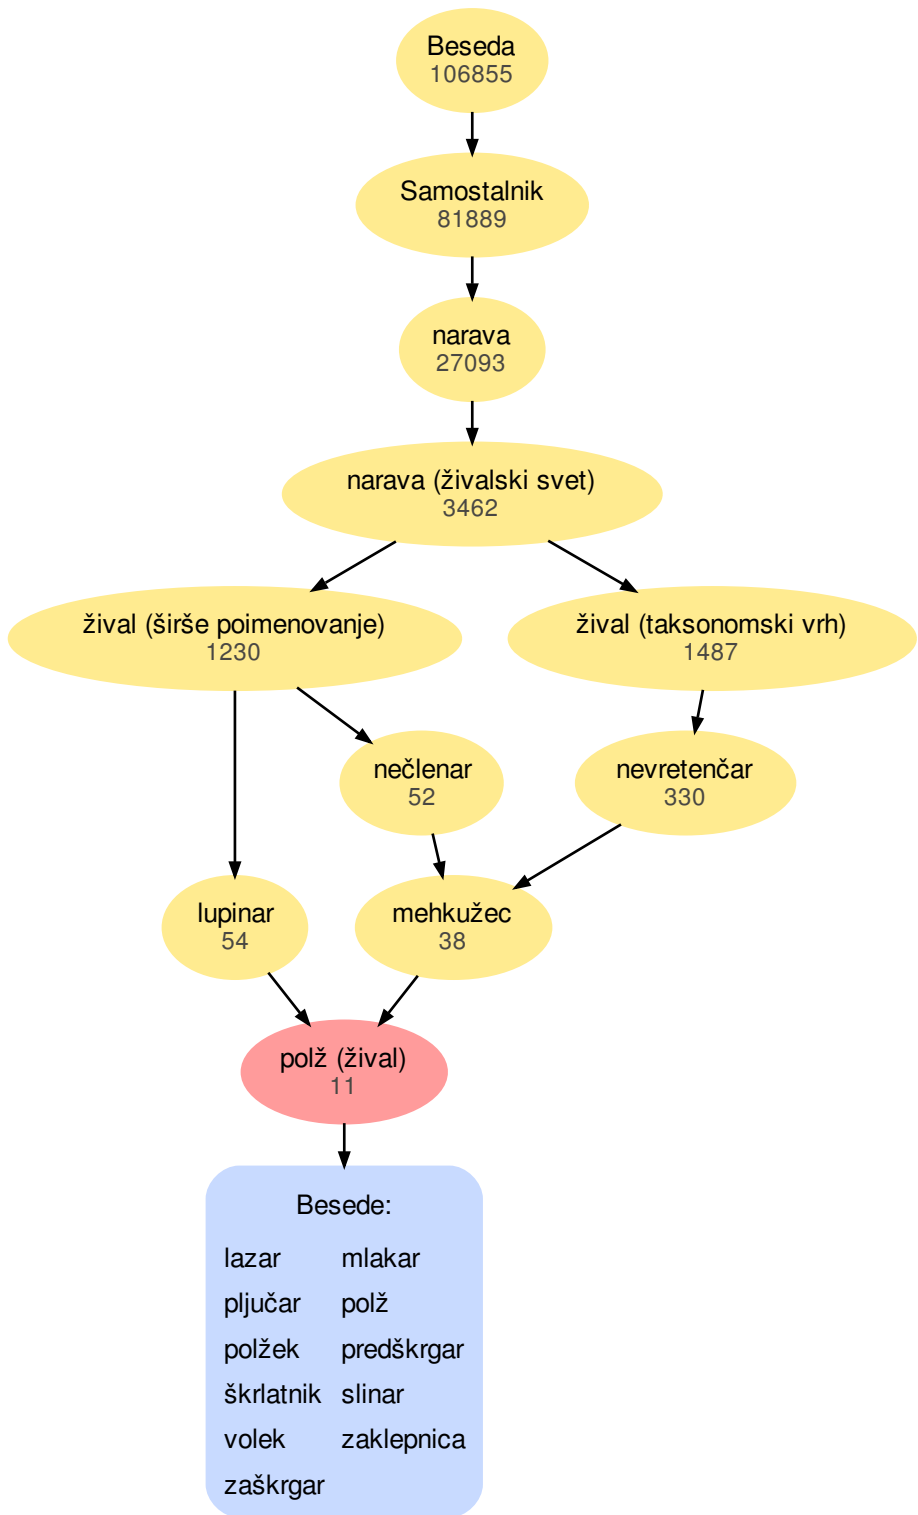 Beseda
106855
Samostalnik
81889
narava
27093
narava (živalski svet)
3462
žival (širše poimenovanje)
1230
žival (taksonomski vrh)
1487
nečlenar
52
nevretenčar
330
lupinar
54
mehkužec
38
polž (žival)
11
Besede:
lazar mlakar
pljučar polž
polžek predškrgar
škrlatnik slinar
volek zaklepnica
zaškrgar